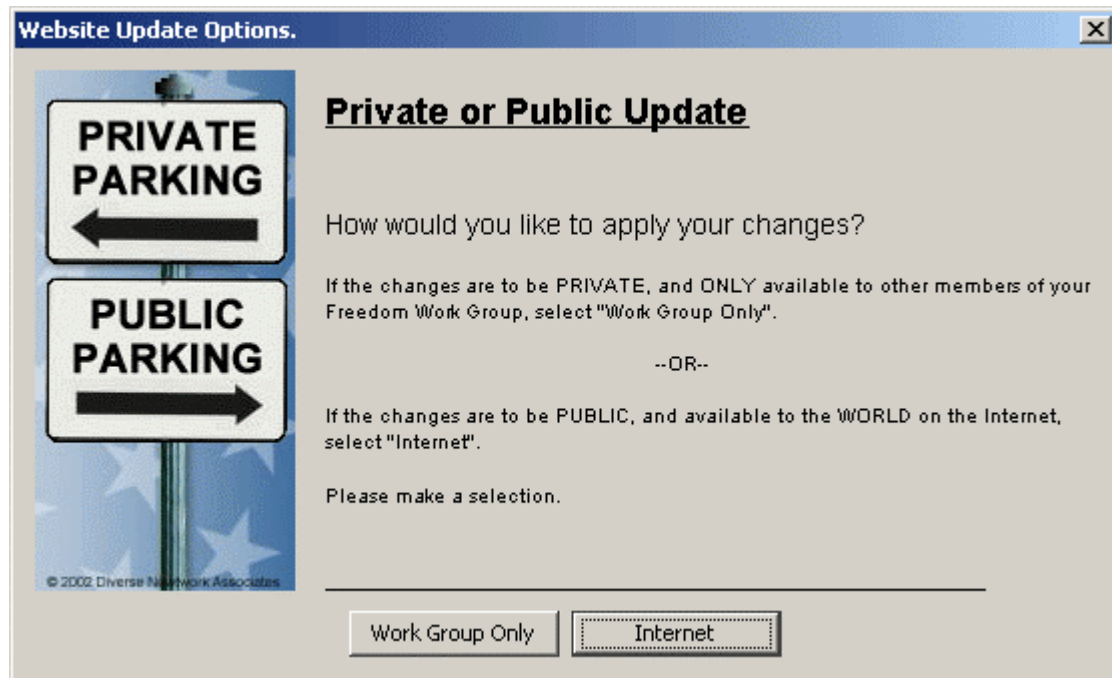 Website Update Options.
PRIVATE
PARKING
PUBLIC
PARKING
© 2002 Diverse Network Associates
Private or Public Update
How would you like to apply your changes?
If the changes are to be PRIVATE, and ONLY available to other members of your
Freedom Work Group, select "Work Group Only".
--OR--
If the changes are to be PUBLIC, and available to the WORLD on the Internet,
select "Internet".
Please make a selection.
Work Group Only
Internet